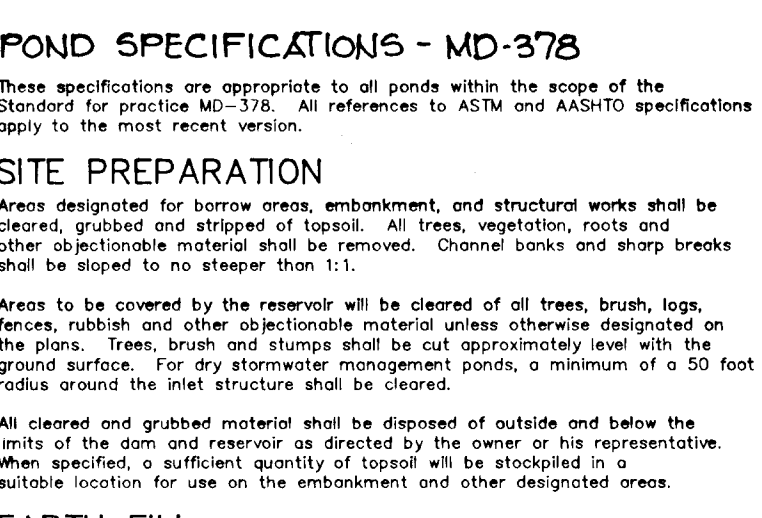 POND SPECIFICATIONS - MD-378
These specifications are appropriate to all ponds within the scope of the
Standard for practice MD-378. All references to ASTM and AASHTO specifications
apply to the most recent version.
SITE PREPARATION
Areas designated for borrow areas, embankment, and structural works shall be
cleared, grubbed and stripped of topsoil. All trees, vegetation, roots and
other objectionable material shall be removed. Channel banks and sharp breaks
shall be sloped to no steeper than 1:1.
Areas to be covered by the reservoir will be cleared of all trees, brush, logs,
fences, rubbish and other objectionable material unless otherwise designated on
the plans. Trees, brush and stumps shall be cut approximately level with the
ground surface. For dry stormwater management ponds, a minimum of a 50 foot
radius around the inlet structure shall be cleared.
All cleared and grubbed material shall be disposed of outside and below the
limits of the dam and reservoir as directed by the owner or his representative.
When specified, a sufficient quantity of topsoil will be stockpiled in a
suitable location for use on the embankment and other designated areas.